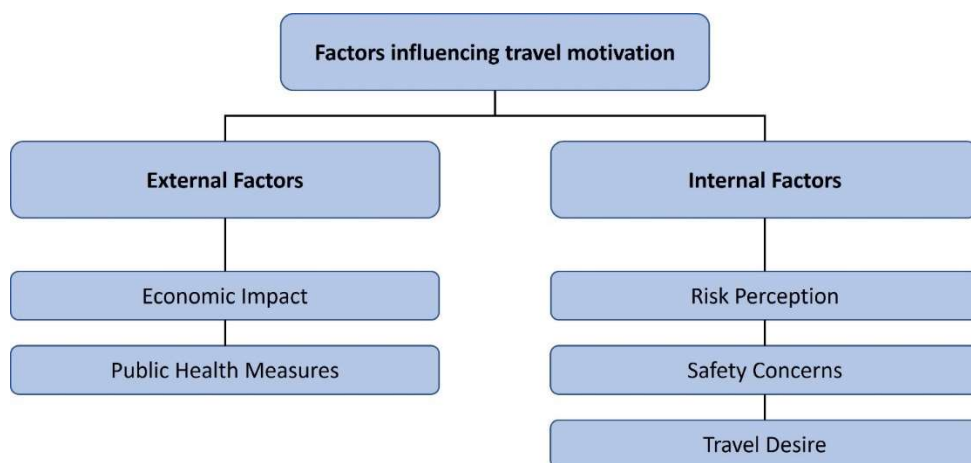 Factors influencing travel motivation
External Factors
Internal Factors
Economic Impact
Risk Perception
Public Health Measures
Safety Concerns
Travel Desire